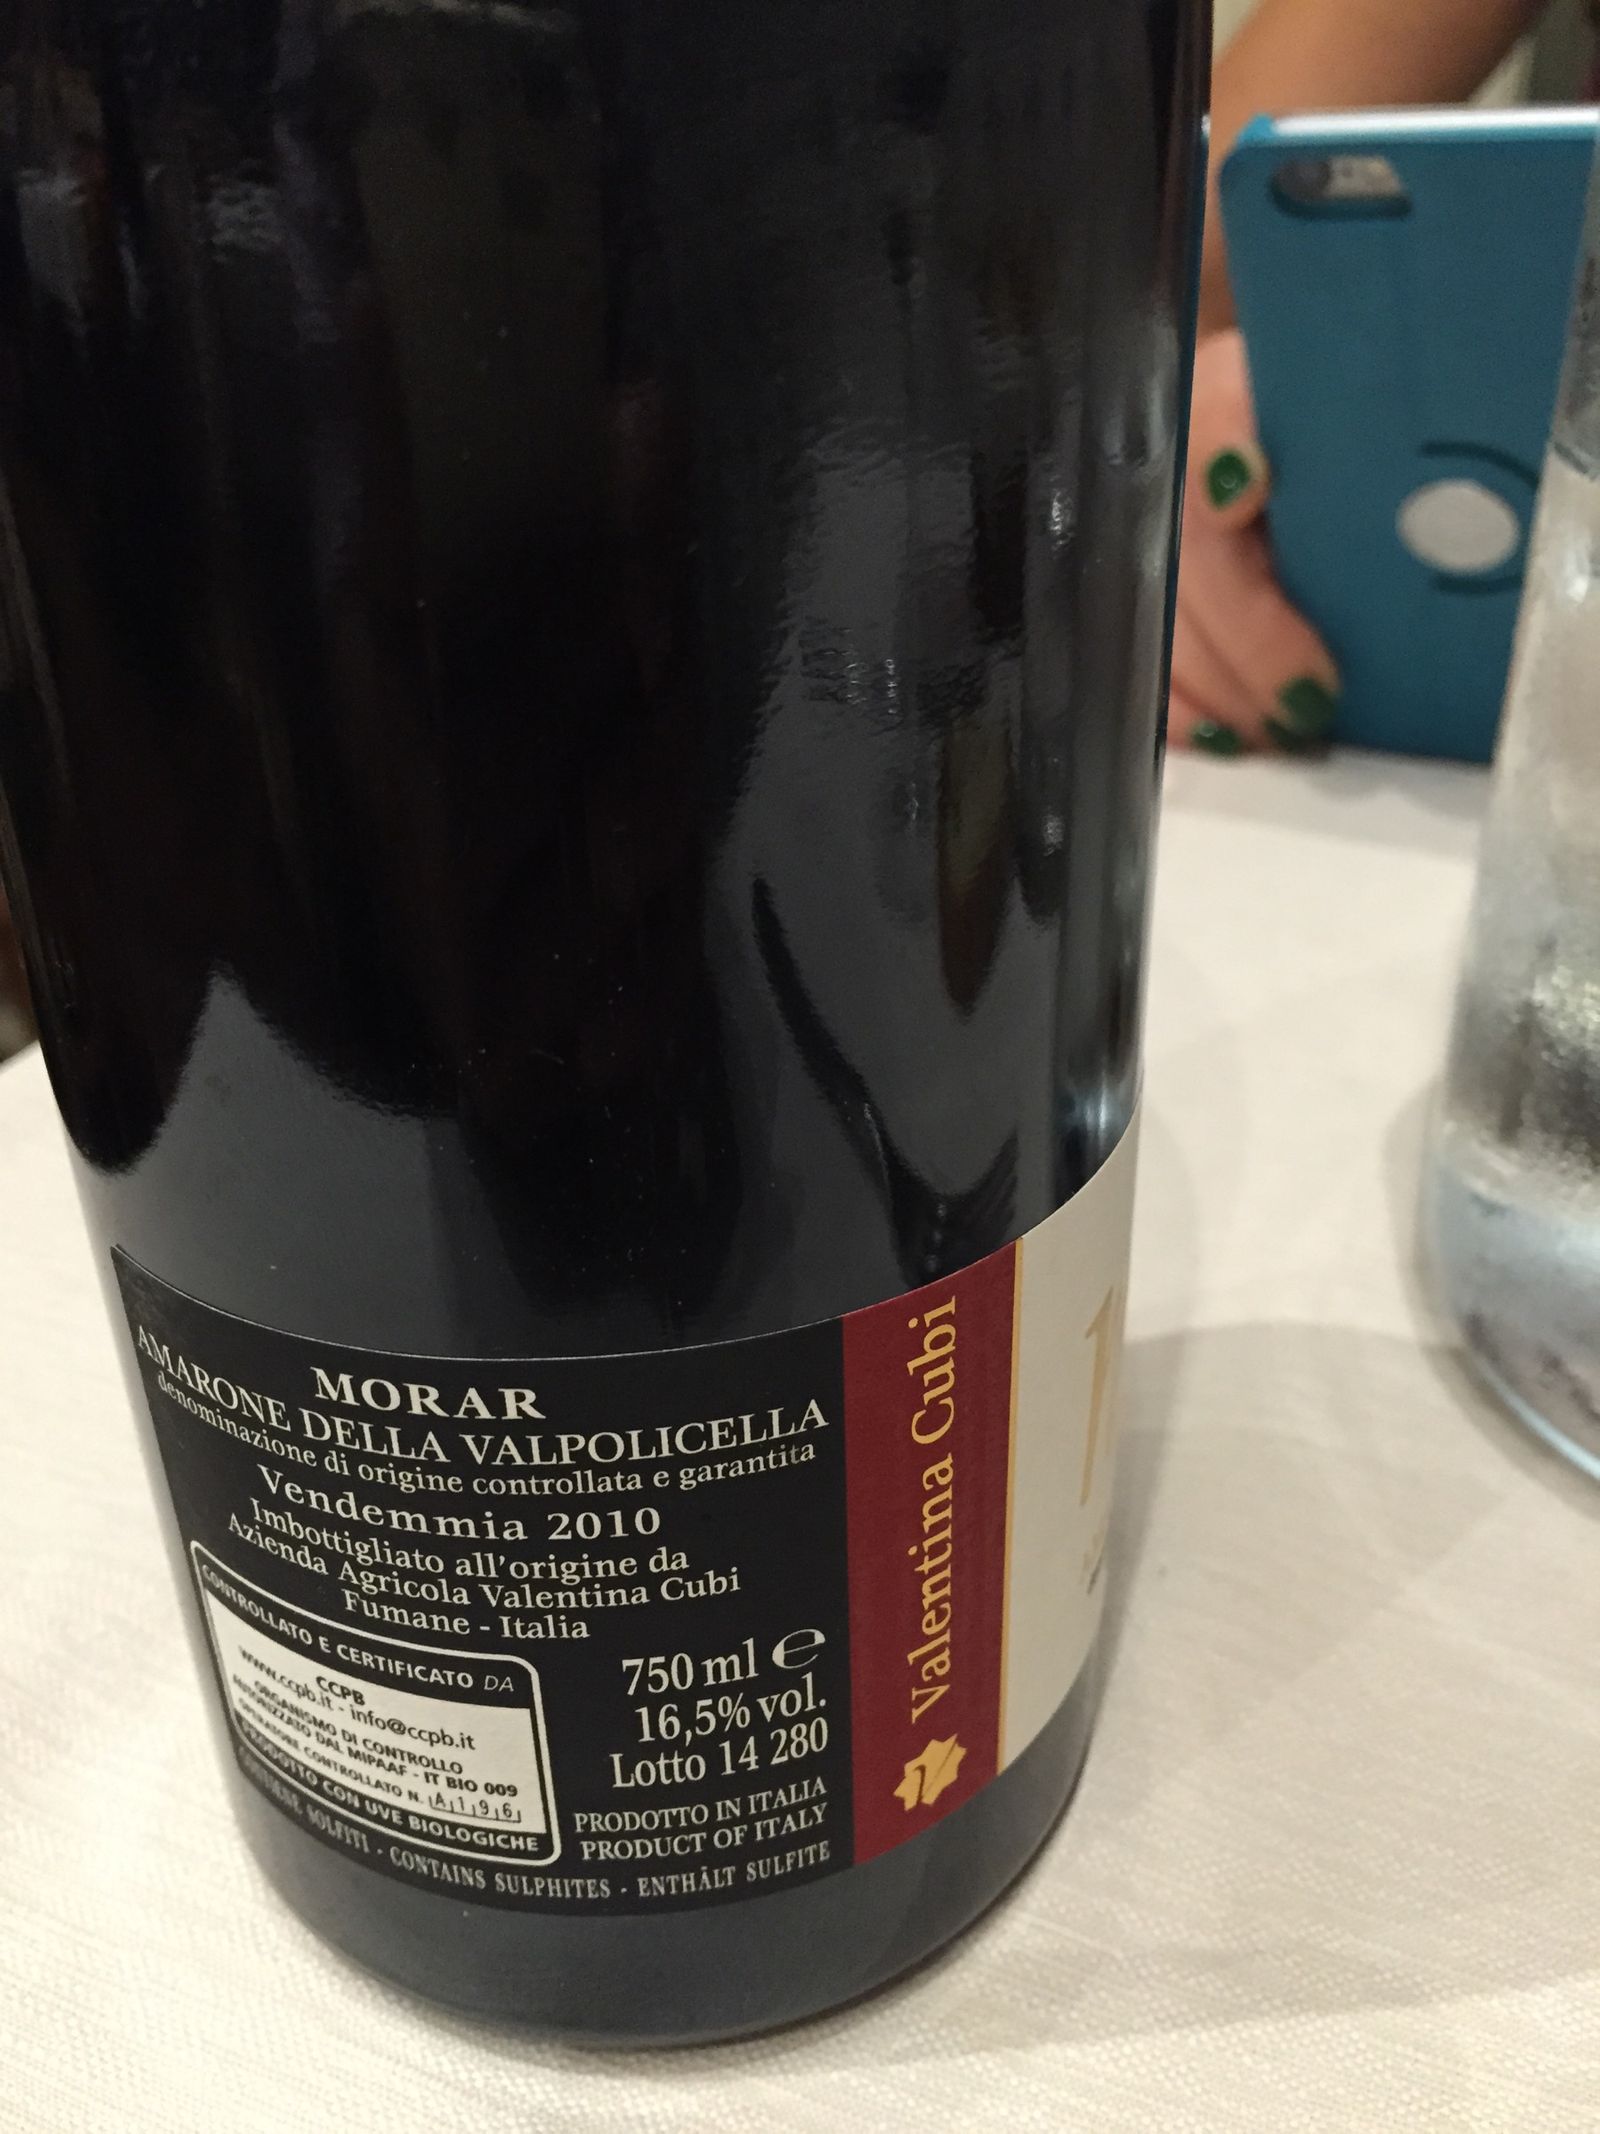 MORAR
AMARONE DELLA VALPOLICELLA
denominazione di origine controllata e garantita
Vendemmia 2010
Imbottigliato all'origine da
Azienda Agricola Valentina Cubi
Fumane - Italia
CONTROLLATO E CERTIFICATO DA
CCPB
www.ccpb.it - info@ccpb.it
ORGANISMO DI CONTROLLO
AUTORIZZATO DAL MIPAAF - IT BIO 009
OPERATORE CONTROLLATO N. A196
PRODOTTO CON UVE BIOLOGICHE
750 ml e
16,5% vol.
Lotto 14 280
PRODOTTO IN ITALIA
PRODUCT OF ITALY
CONTIENE SOLFITI · CONTAINS SULPHITES · ENTHÄLT SULFITE
Valentina Cubi